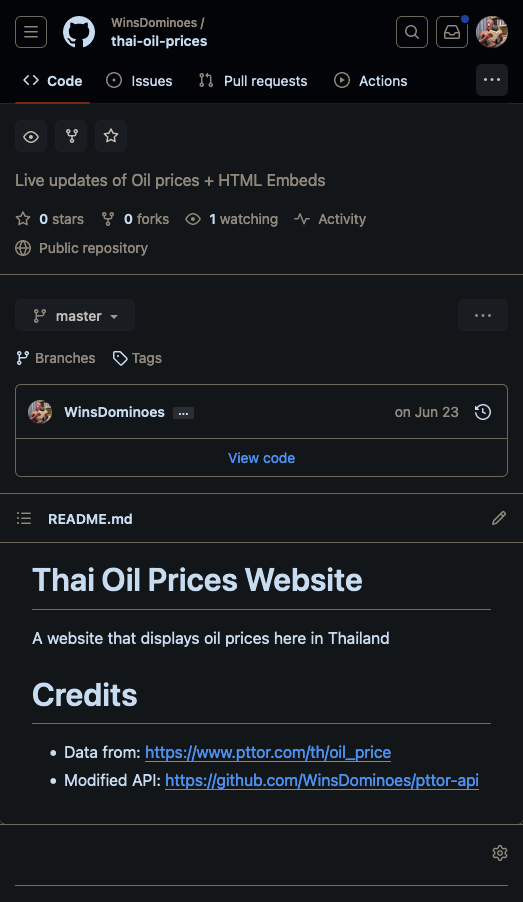 WinsDominoes /
thai-oil-prices
Code Issues Pull requests Actions
Live updates of Oil prices + HTML Embeds
0 stars 0 forks 1 watching Activity
Public repository
master
Branches Tags
WinsDominoes ... on Jun 23
View code
README.md
Thai Oil Prices Website
A website that displays oil prices here in Thailand
Credits
• Data from: https://www.pttor.com/th/oil_price
• Modified API: https://github.com/WinsDominoes/pttor-api